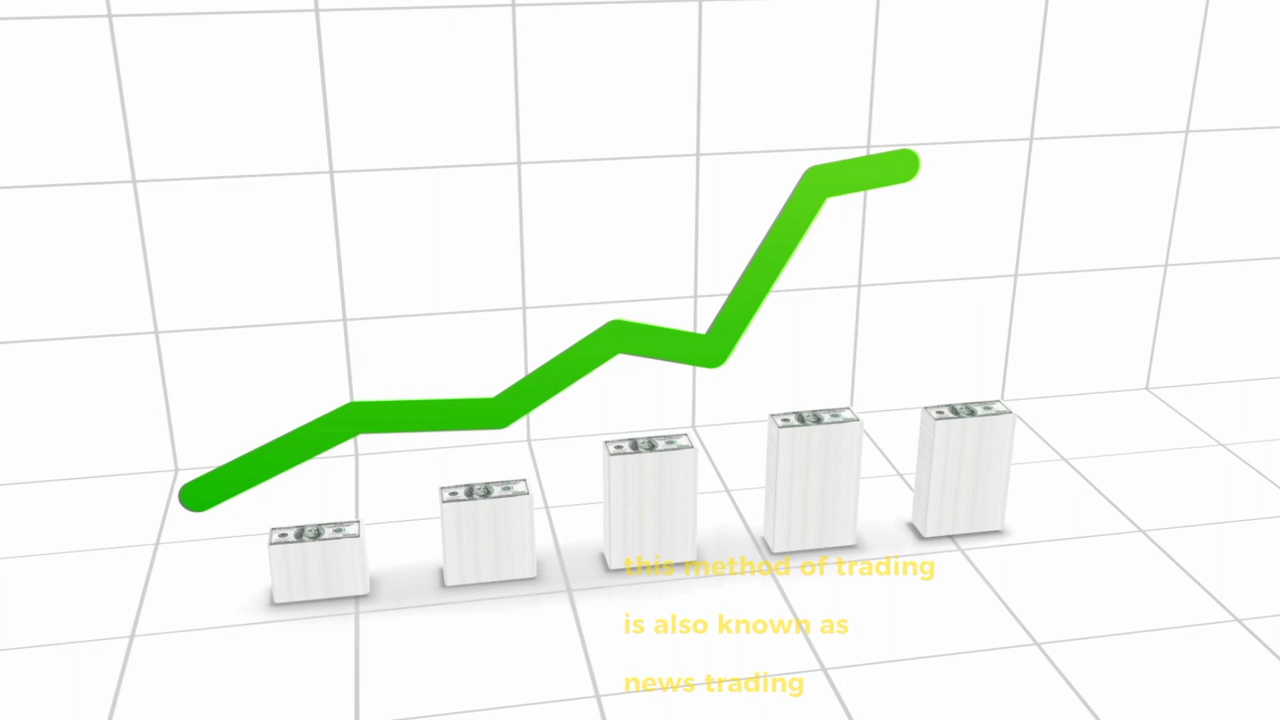 this method of trading
is also known as
news trading